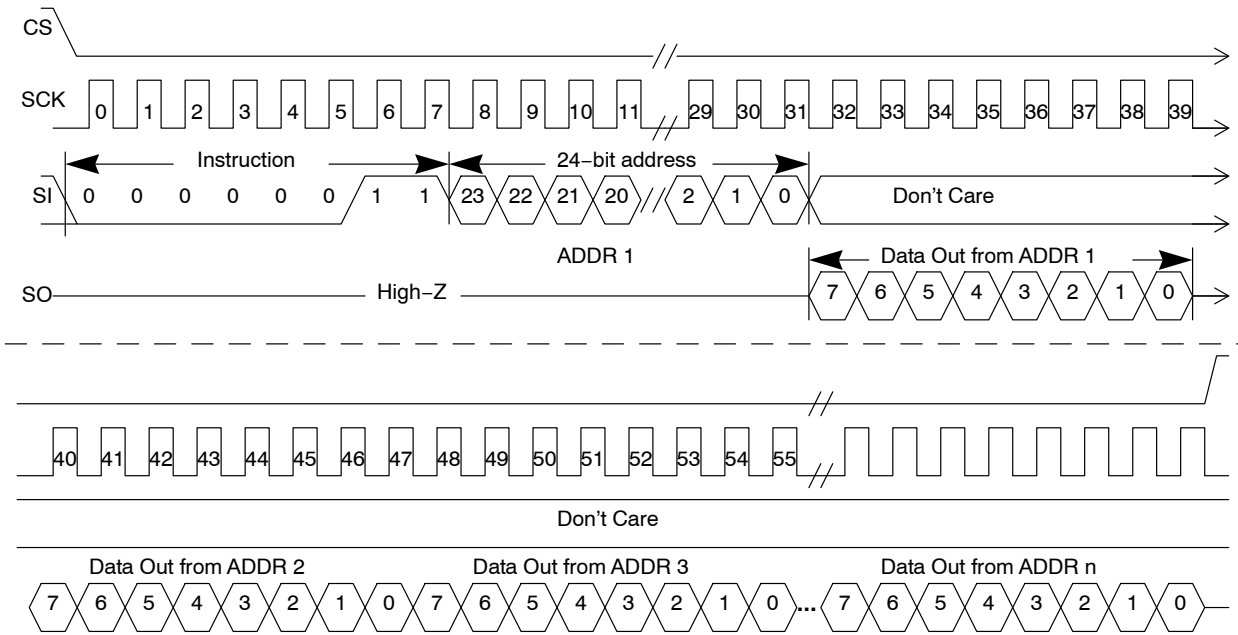 CS
SCK 0 1 2 3 4 5 6 7 8 9 10 11 // 29 30 31 32 33 34 35 36 37 38 39
Instruction 24−bit address
SI 0 0 0 0 0 0 1 1 23 22 21 20 // 2 1 0 Don't Care
ADDR 1 Data Out from ADDR 1
SO High−Z 7 6 5 4 3 2 1 0
40 41 42 43 44 45 46 47 48 49 50 51 52 53 54 55
Don't Care
Data Out from ADDR 2 Data Out from ADDR 3 Data Out from ADDR n
7 6 5 4 3 2 1 0 7 6 5 4 3 2 1 0 ... 7 6 5 4 3 2 1 0